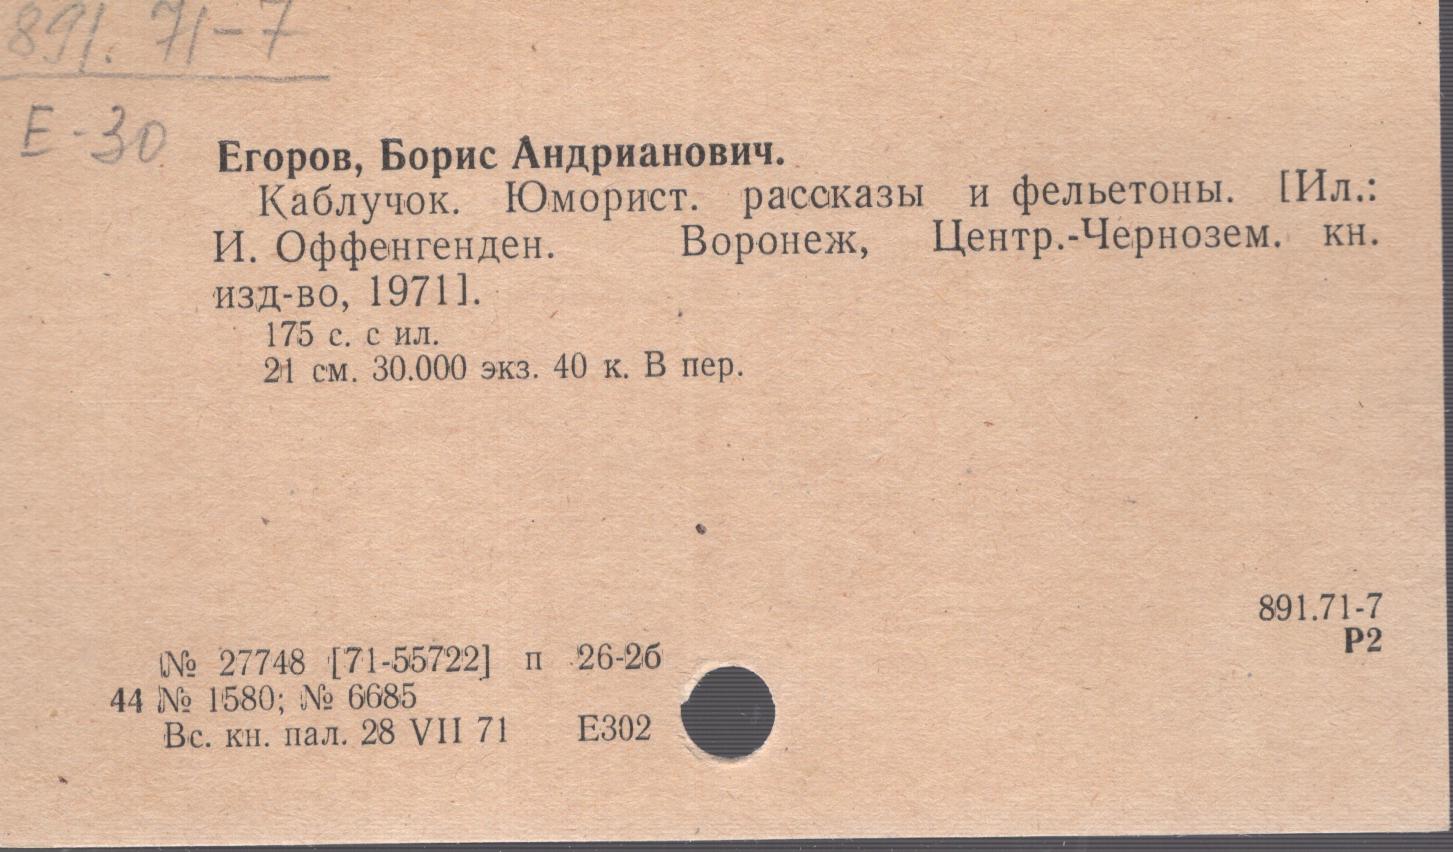 891.71-7
Е-30
Егоров, Борис Андрианович.
Каблучок. Юморист. рассказы и фельетоны. [Ил.:
И. Оффенгенден. Воронеж, Центр.-Чернозем. кн.
изд-во, 1971].
175 с. с ил.
21 см. 30.000 экз. 40 к. В пер.
891.71-7
Р2
№ 27748 [71-55722] п 26-2б
44 № 1580; № 6685
Вс. кн. пал. 28 VII 71 Е302